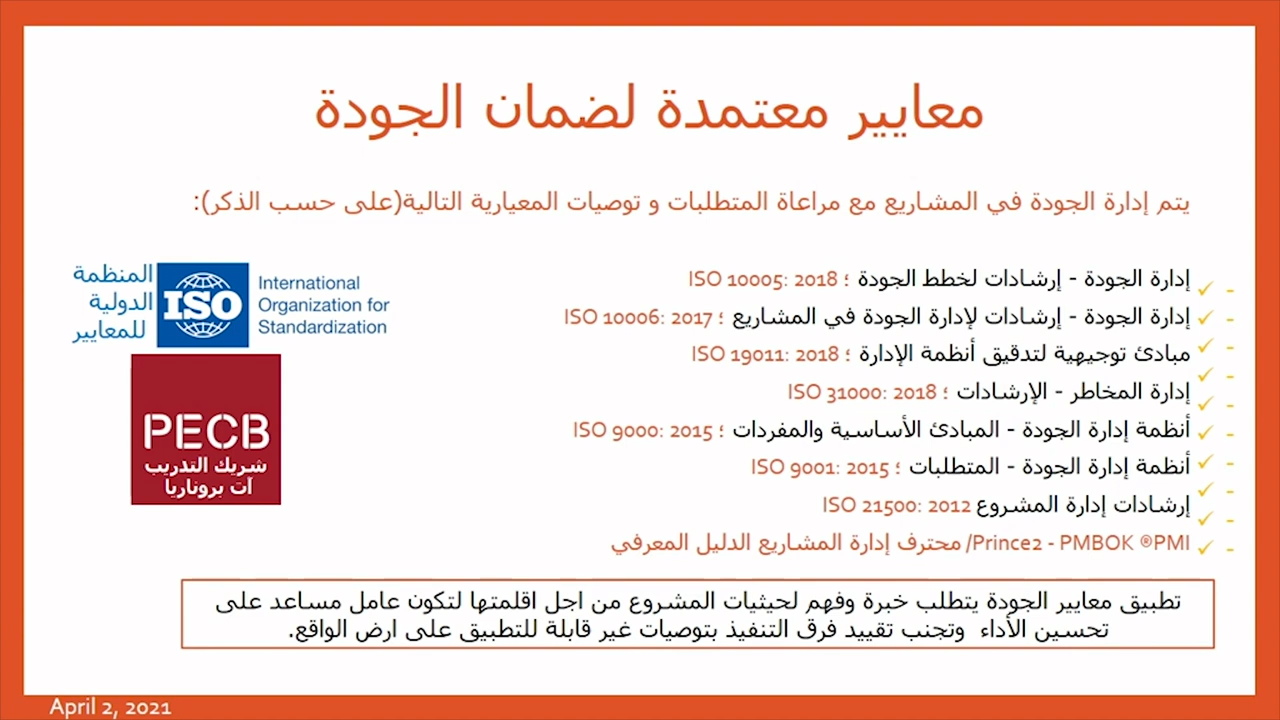 معايير معتمدة لضمان الجودة
يتم إدارة الجودة في المشاريع مع مراعاة المتطلبات و توصيات المعيارية التالية(على حسب الذكر):
إدارة الجودة - إرشادات لخطط الجودة ؛ ISO 10005: 2018
إدارة الجودة - إرشادات لإدارة الجودة في المشاريع ؛ ISO 10006: 2017
مبادئ توجيهية لتدقيق أنظمة الإدارة ؛ ISO 19011: 2018
إدارة المخاطر - الإرشادات ؛ ISO 31000: 2018
أنظمة إدارة الجودة - المبادئ الأساسية والمفردات ؛ ISO 9000: 2015
أنظمة إدارة الجودة - المتطلبات ؛ ISO 9001: 2015
إرشادات إدارة المشروع ISO 21500: 2012
Prince2 - PMBOK ®PMI/ محترف إدارة المشاريع الدليل المعرفي
المنظمة
الدولية
للمعايير
ISO
International
Organization for
Standardization
PECB
شريك التدريب
آت بروناريا
تطبيق معايير الجودة يتطلب خبرة وفهم لحيثيات المشروع من اجل اقلمتها لتكون عامل مساعد على
تحسين الأداء وتجنب تقييد فرق التنفيذ بتوصيات غير قابلة للتطبيق على ارض الواقع.
April 2, 2021